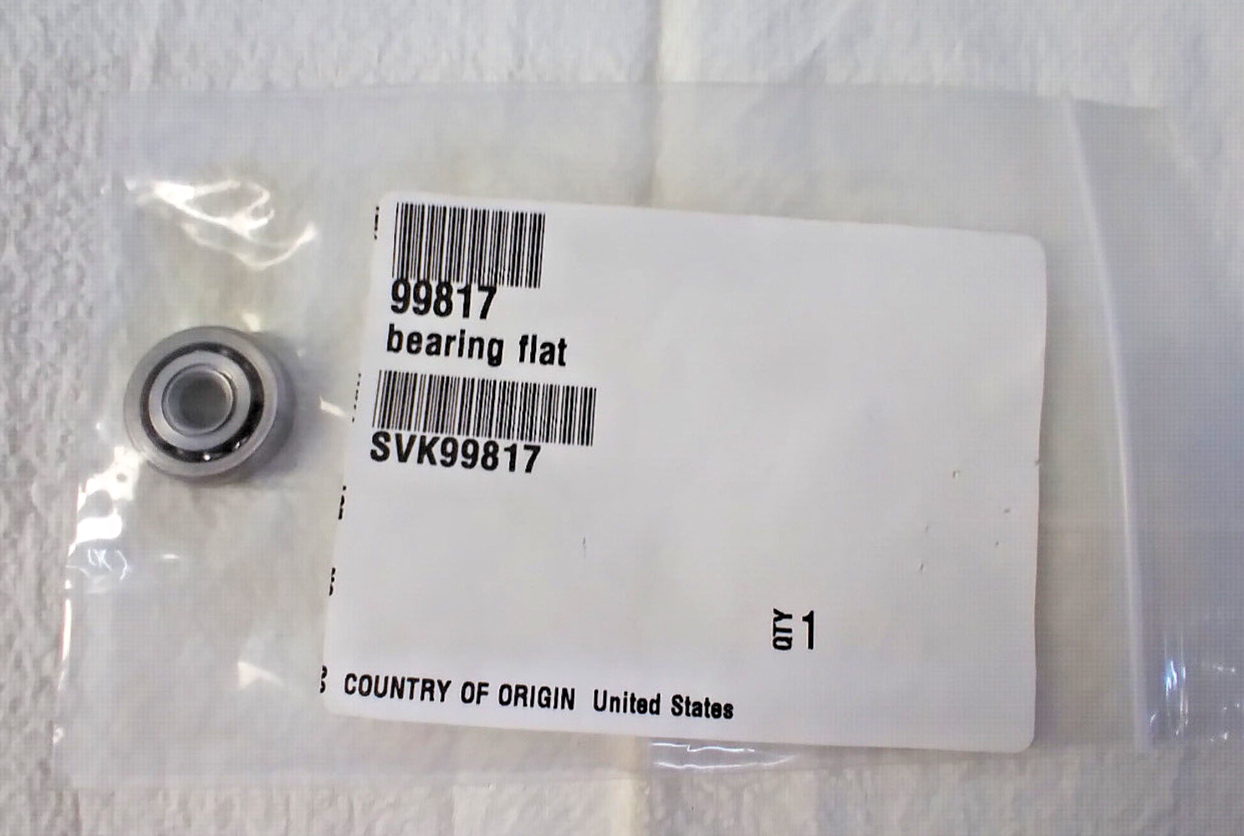 99817
bearing flat
SVK99817
QTY 1
COUNTRY OF ORIGIN United States